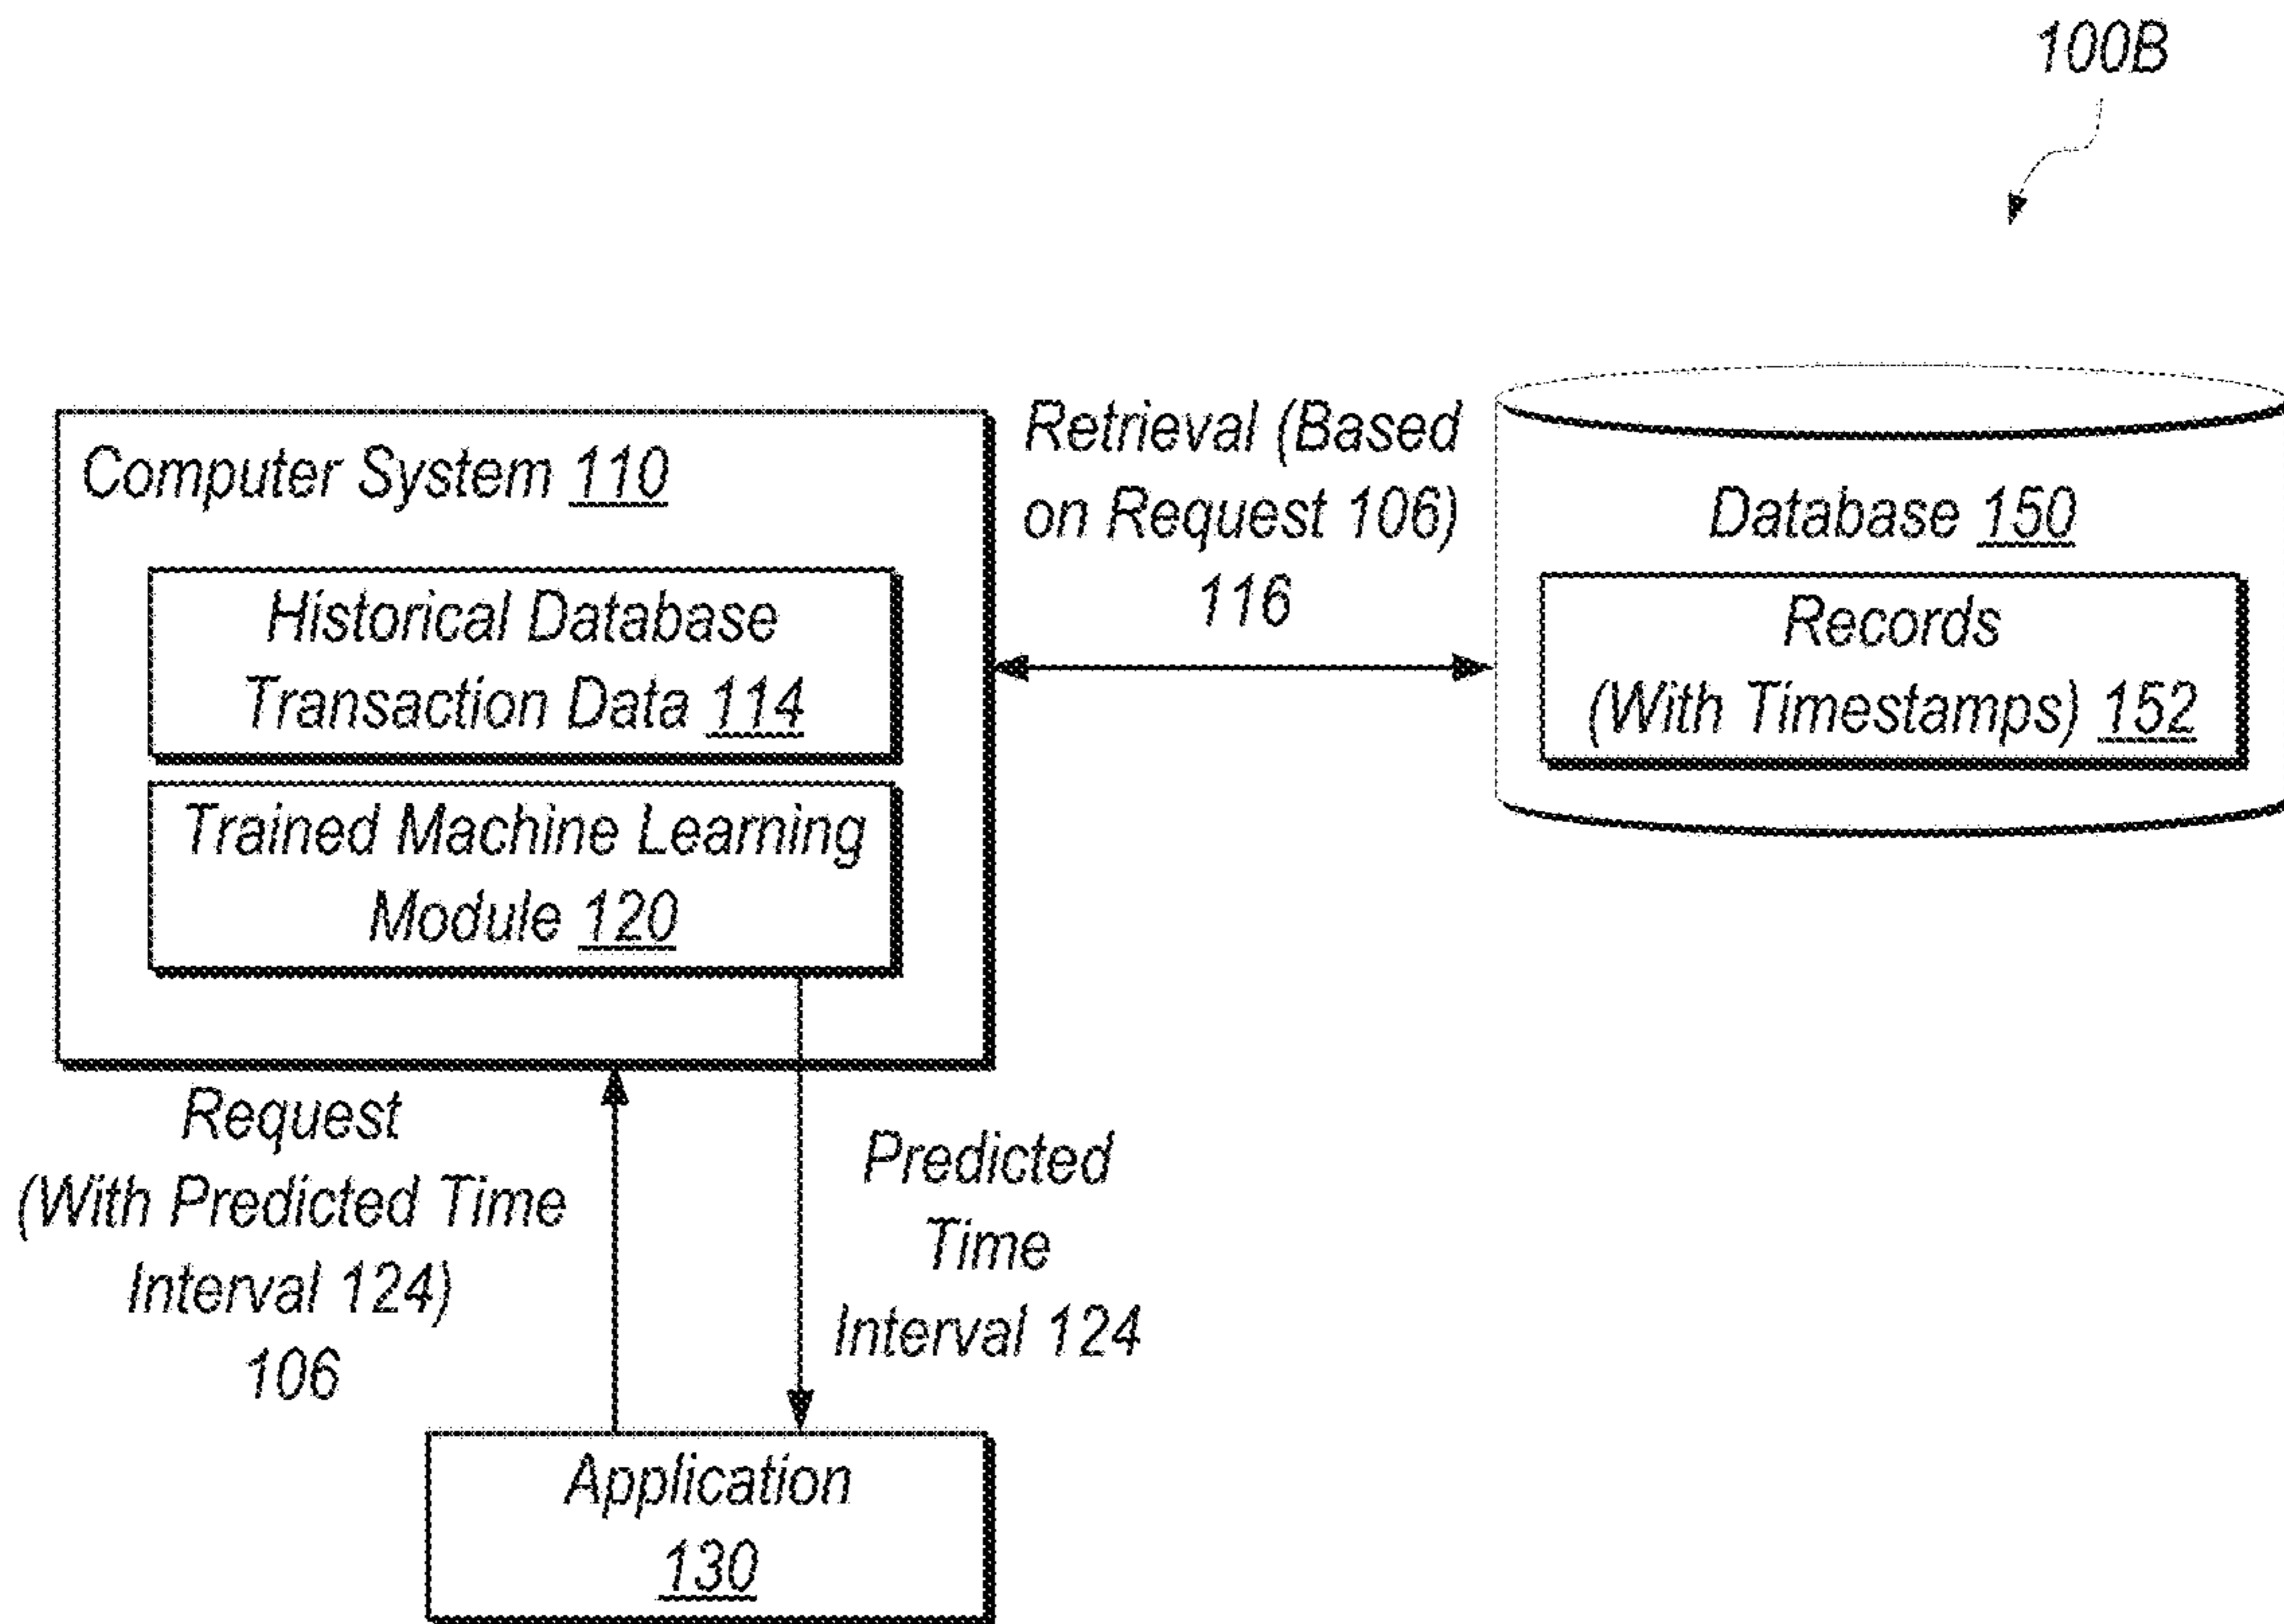 100B
Computer System 110
Historical Database
Transaction Data 114
Trained Machine Learning
Module 120
Retrieval (Based
on Request 106)
116
Database 150
Records
(With Timestamps) 152
Request
(With Predicted Time
Interval 124)
106
Predicted
Time
Interval 124
Application
130